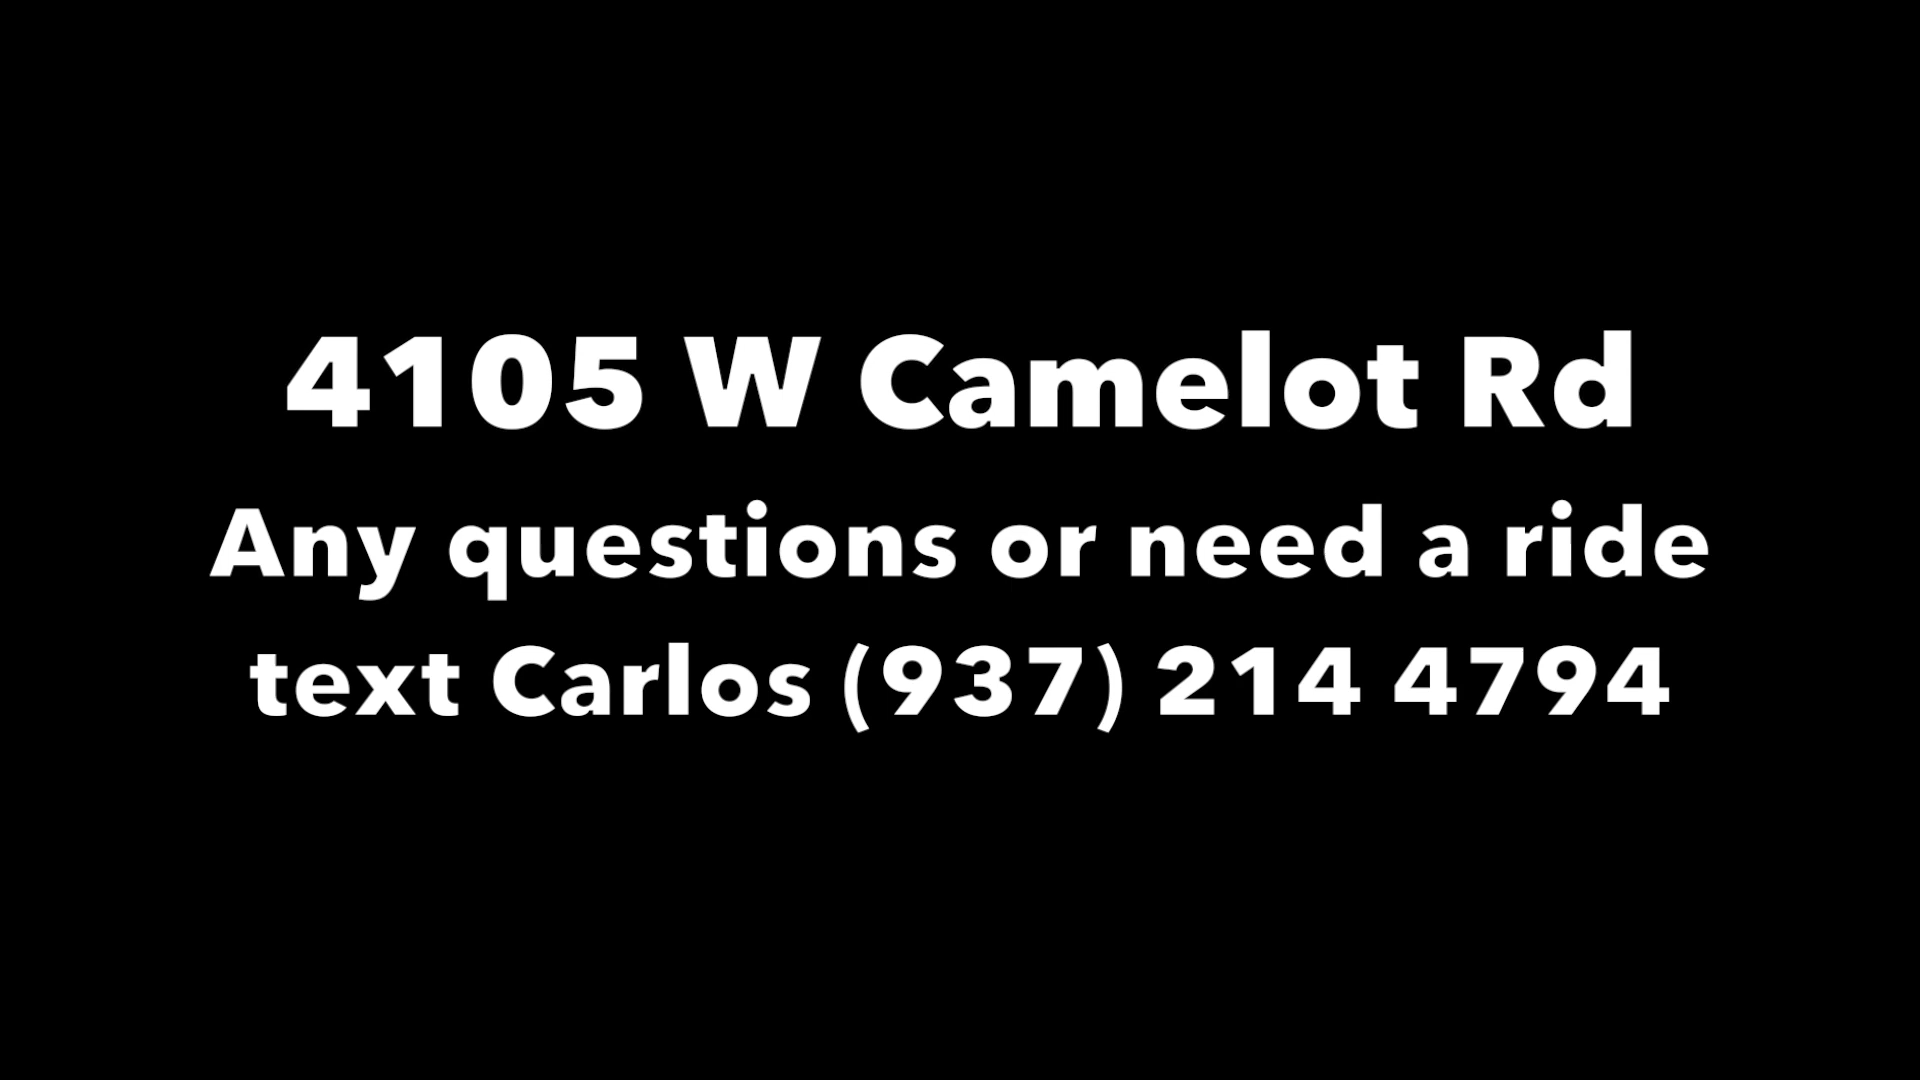 4105 W Camelot Rd
Any questions or need a ride
text Carlos (937) 214 4794